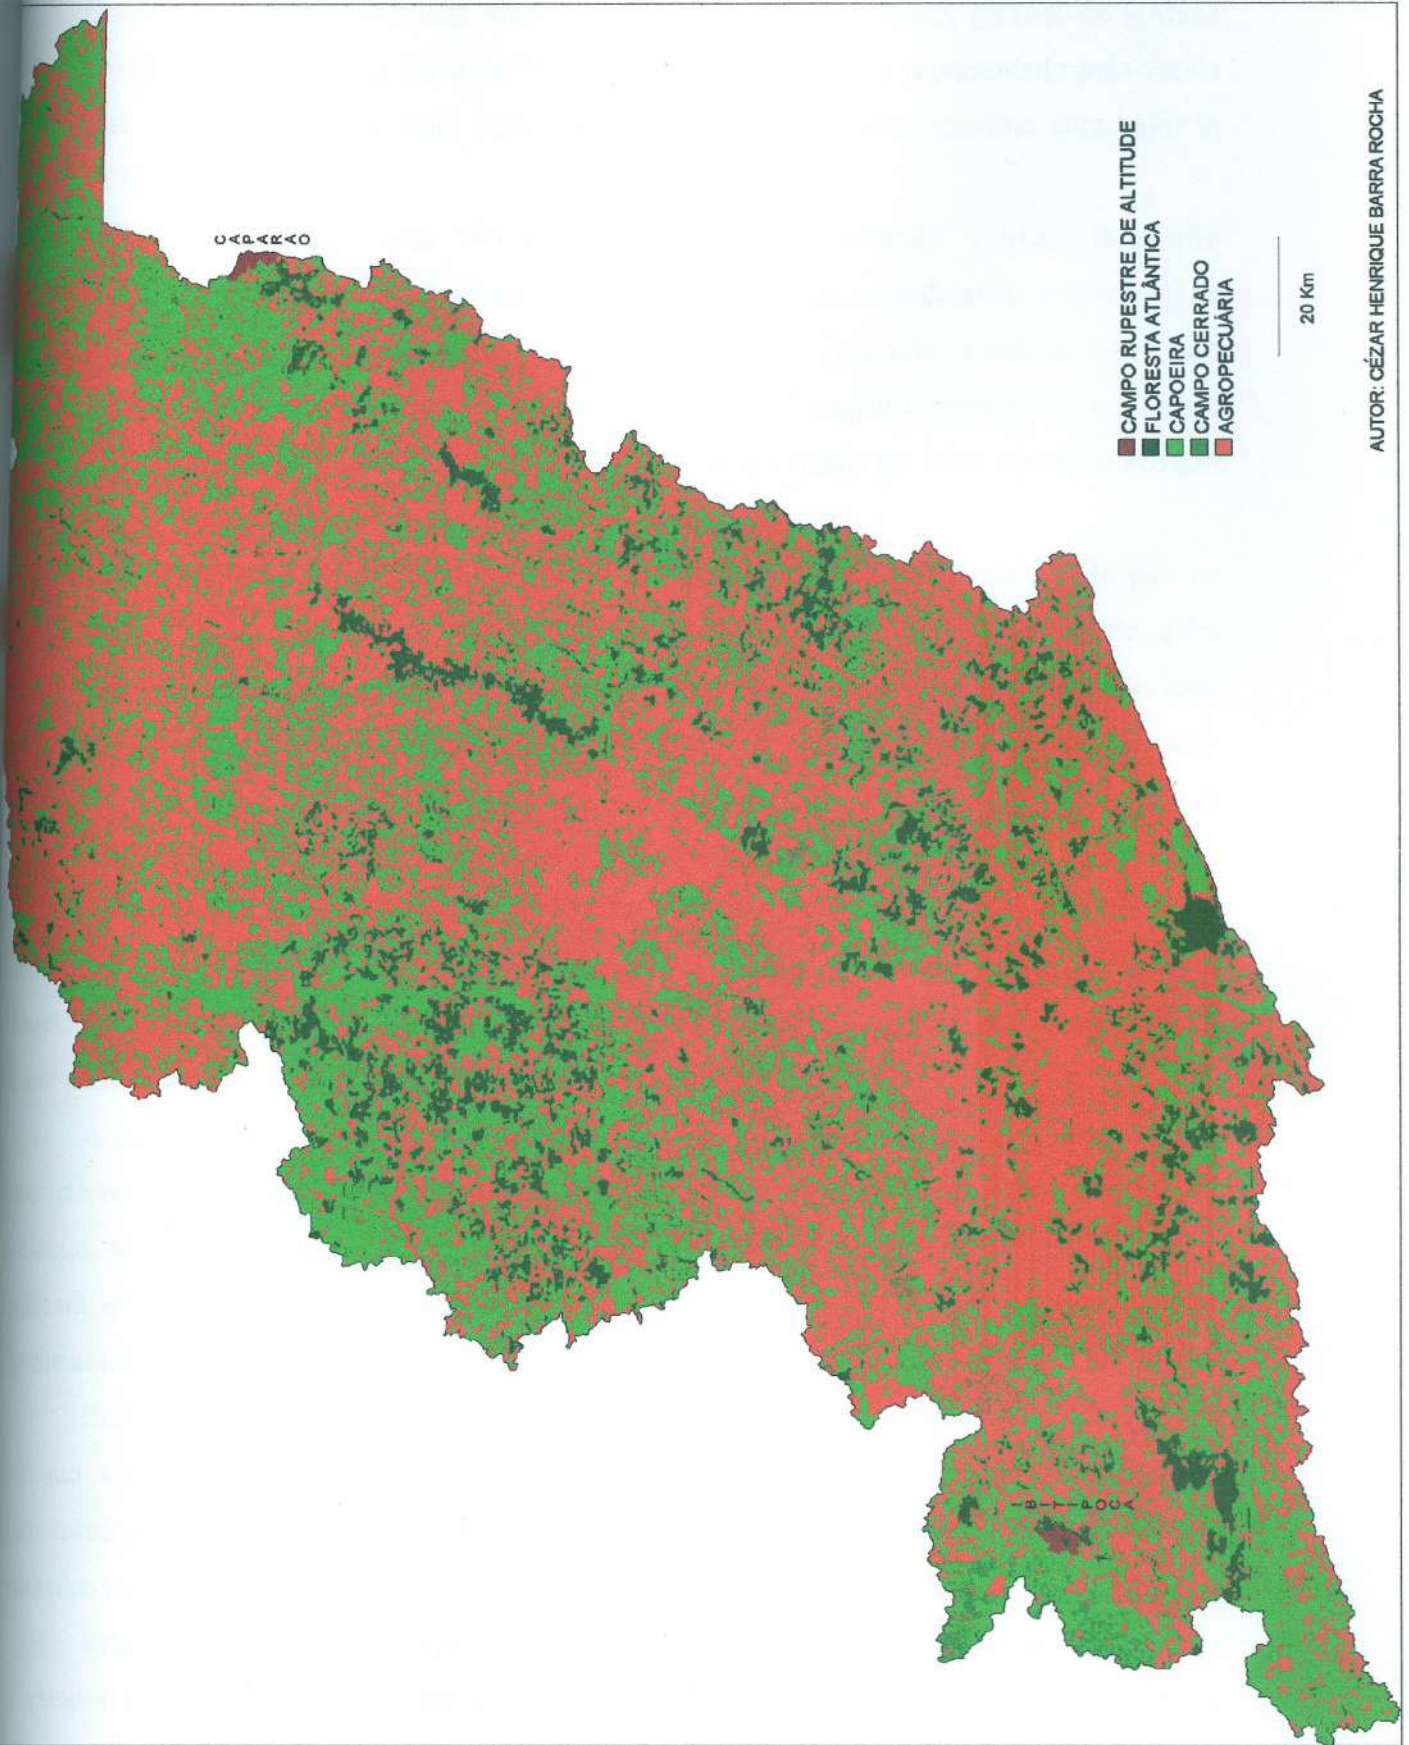 CAPARAÓ
IBITIPOCA
CAMPO RUPESTRE DE ALTITUDE
FLORESTA ATLÂNTICA
CAPOEIRA
CAMPO CERRADO
AGROPECUÁRIA
20 Km
AUTOR: CÉZAR HENRIQUE BARRA ROCHA